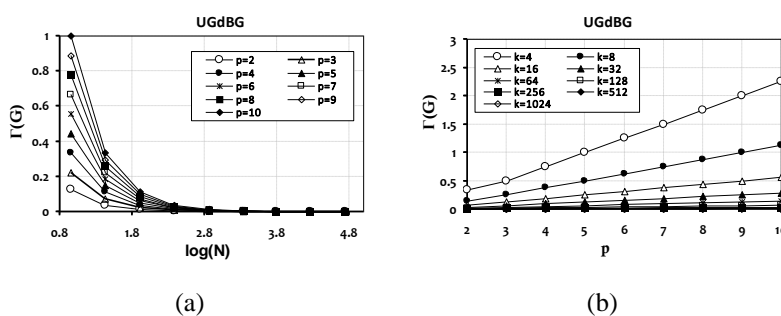 UGdBG
1
0.8
0.6
0.4
0.2
0
Γ(G)
p=2
p=3
p=4
p=5
p=6
p=7
p=8
p=9
p=10
0.8
1.8
2.8
3.8
4.8
log(N)
(a)
UGdBG
3
2.5
2
1.5
1
0.5
0
Γ(G)
k=4
k=8
k=16
k=32
k=64
k=128
k=256
k=512
k=1024
2
3
4
5
6
7
8
9
10
p
(b)